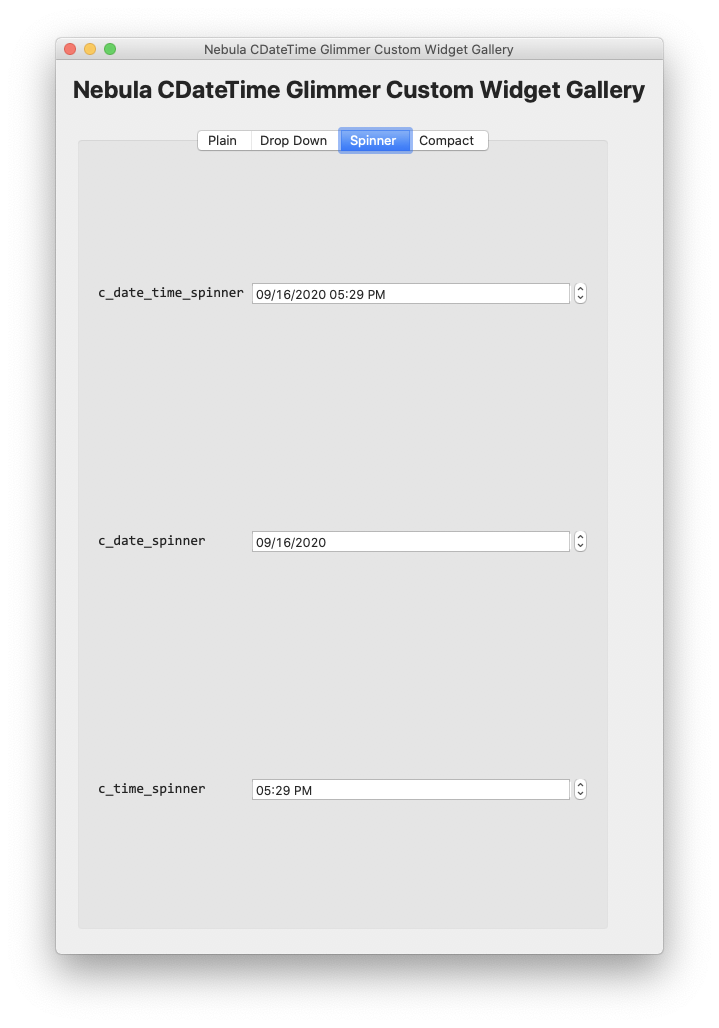 Nebula CDateTime Glimmer Custom Widget Gallery
Nebula CDateTime Glimmer Custom Widget Gallery
Plain Drop Down Spinner Compact
c_date_time_spinner 09/16/2020 05:29 PM
c_date_spinner 09/16/2020
c_time_spinner 05:29 PM